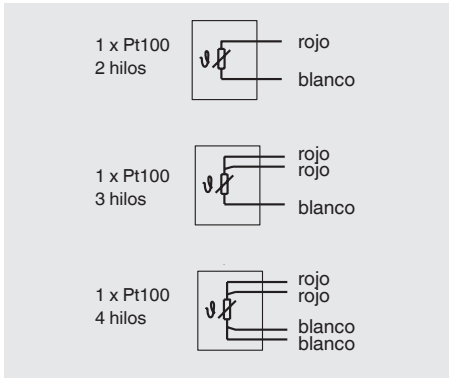 1 x Pt100
2 hilos
rojo
blanco
1 x Pt100
3 hilos
rojo
rojo
blanco
1 x Pt100
4 hilos
rojo
rojo
blanco
blanco